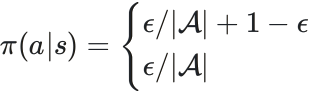 π(a|s) = { ϵ/|𝒜| + 1 − ϵ
ϵ/|𝒜|